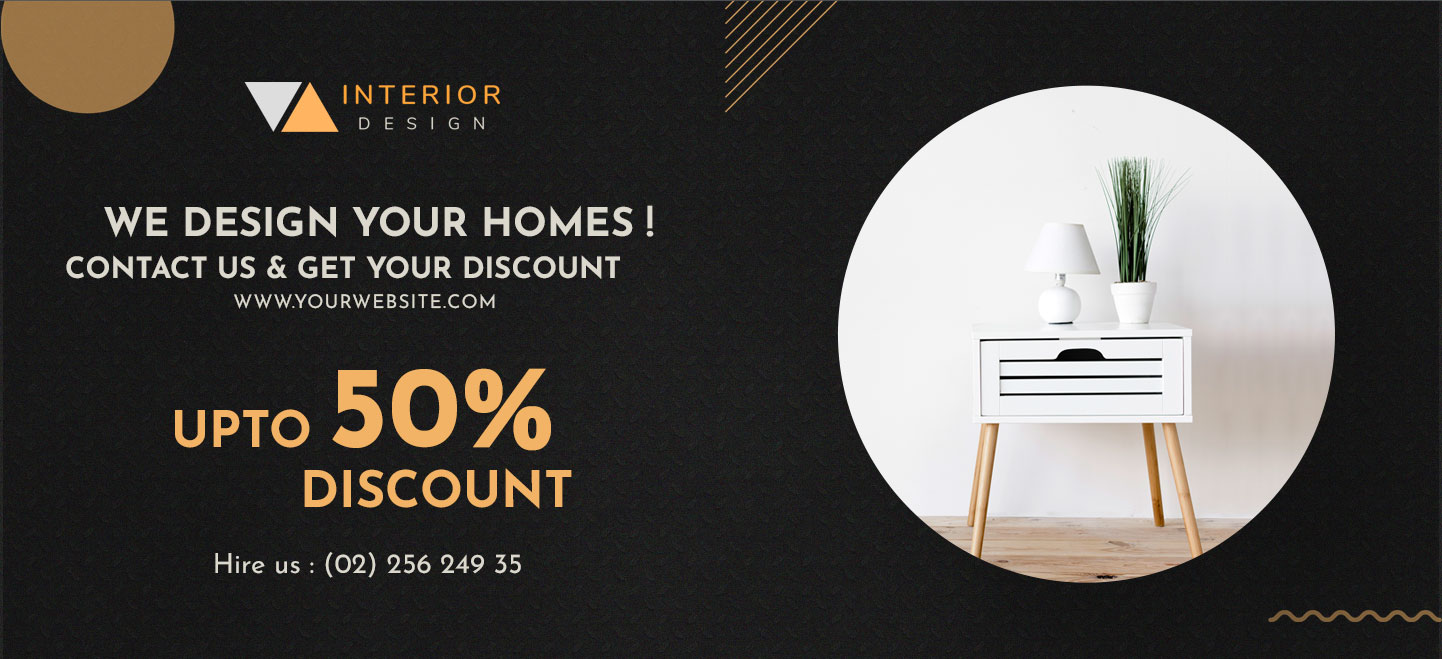 INTERIOR
DESIGN
WE DESIGN YOUR HOMES !
CONTACT US & GET YOUR DISCOUNT
WWW.YOURWEBSITE.COM
UPTO 50%
DISCOUNT
Hire us : (02) 256 249 35